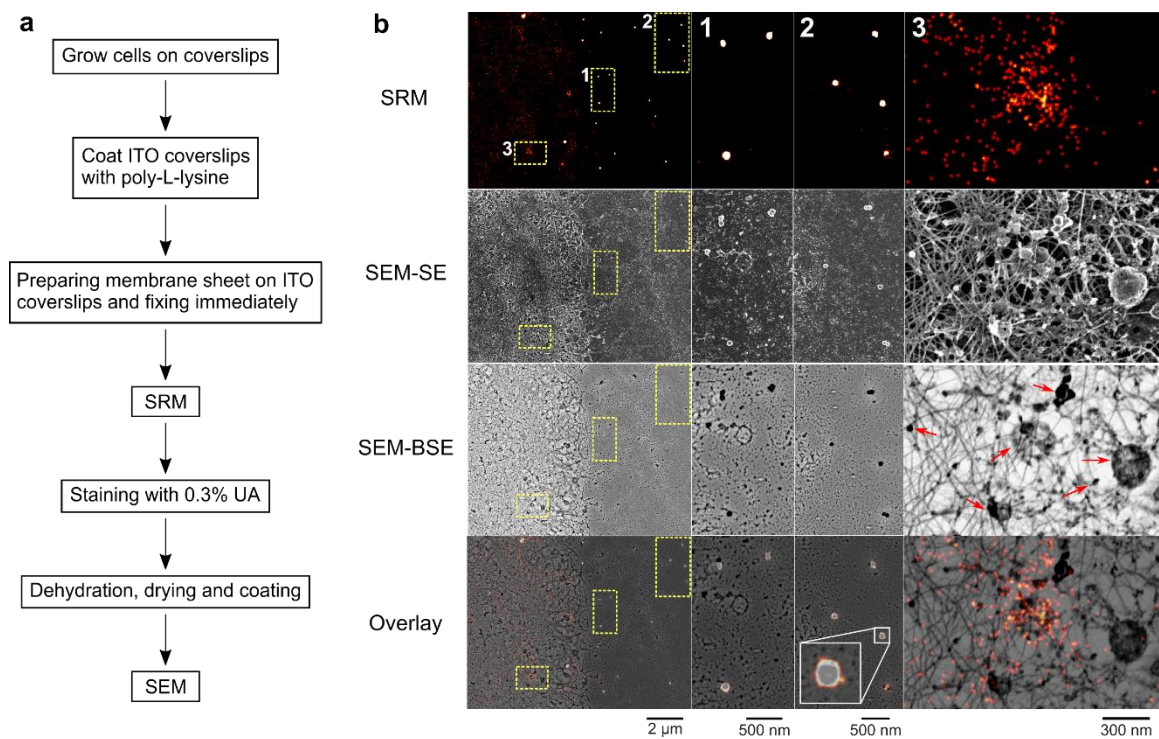 a
Grow cells on coverslips
Coat ITO coverslips
with poly-L-lysine
Preparing membrane sheet on ITO
coverslips and fixing immediately
SRM
Staining with 0.3% UA
Dehydration, drying and coating
SEM
b
SRM
SEM-SE
SEM-BSE
Overlay
1
2
3
1
2
3
2 μm
500 nm
500 nm
300 nm